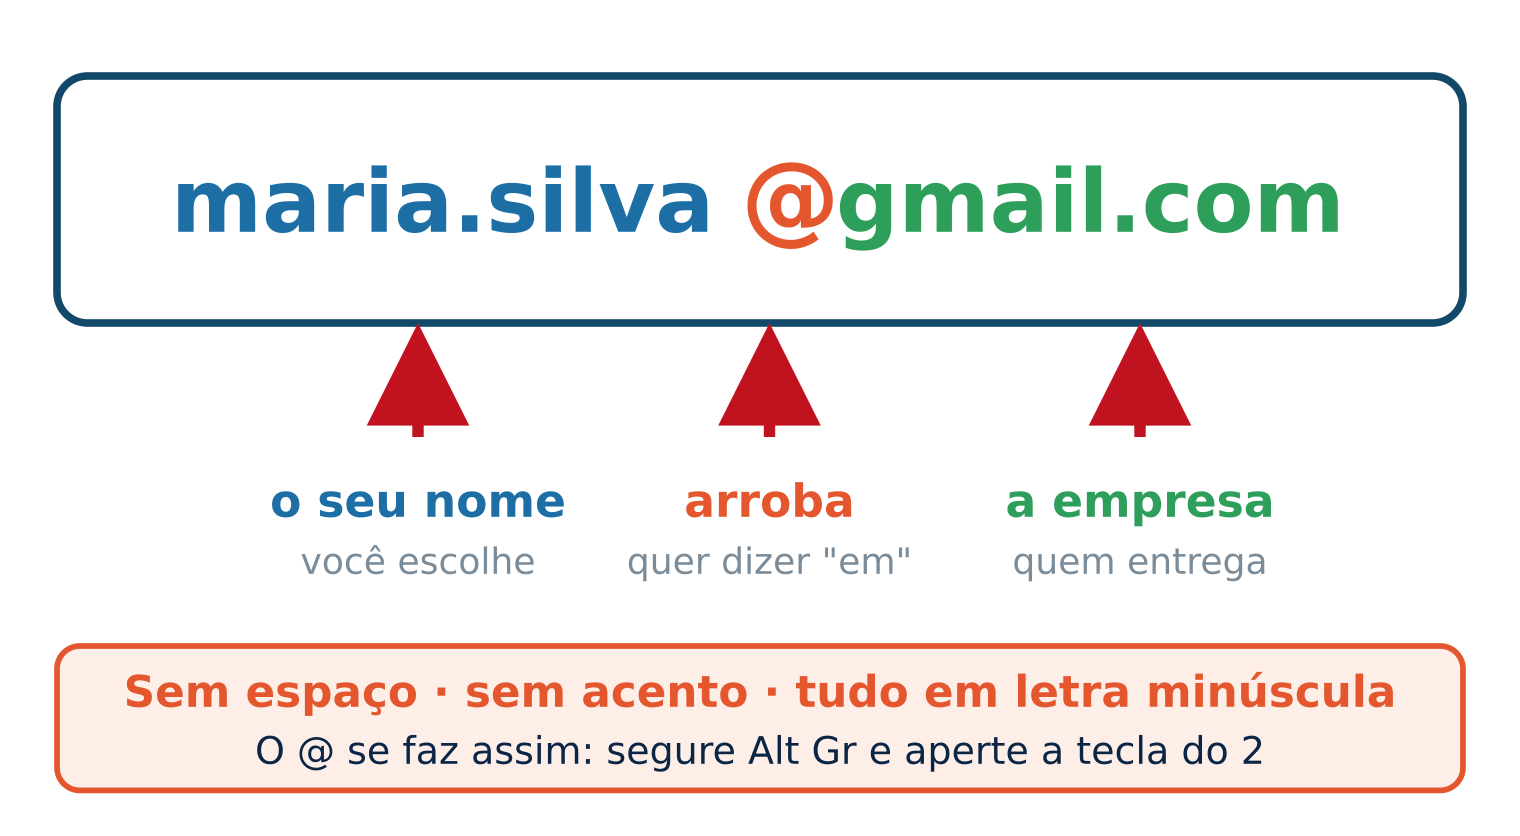 maria.silva @gmail.com
o seu nome arroba a empresa
você escolhe quer dizer "em" quem entrega
Sem espaço · sem acento · tudo em letra minúscula
O @ se faz assim: segure Alt Gr e aperte a tecla do 2